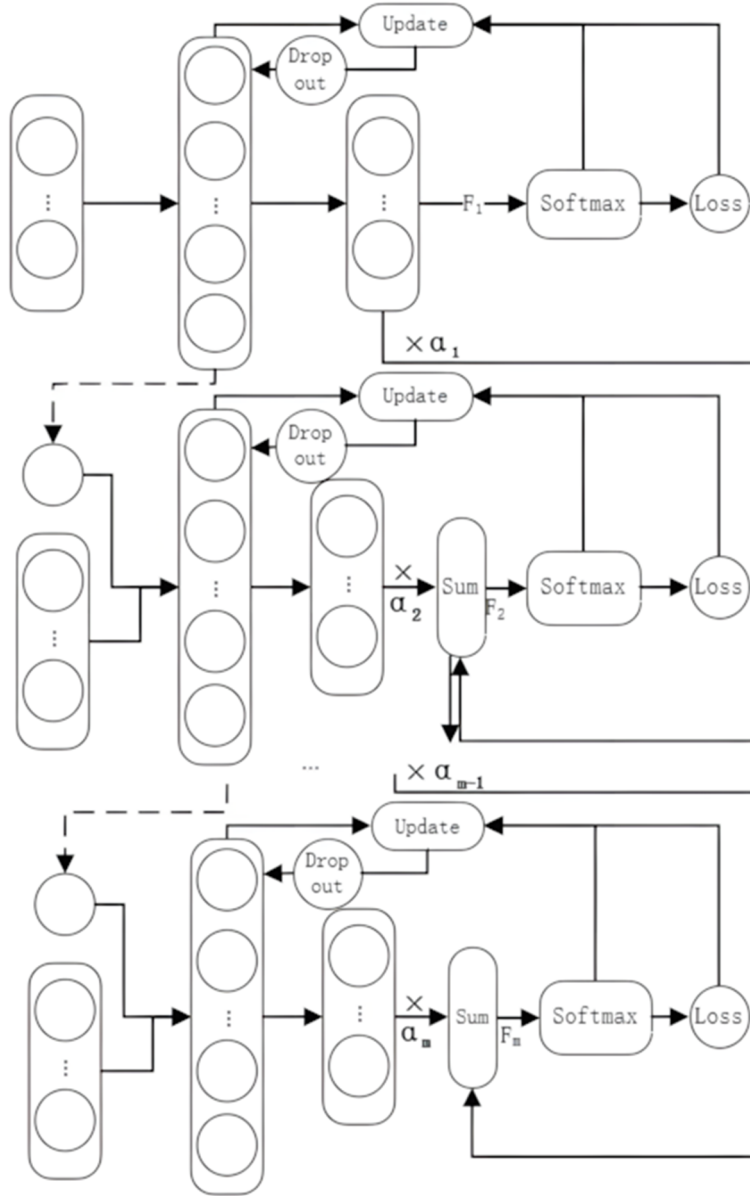 Update
Drop
out
⋮
⋮
⋮
F₁
Softmax
Loss
× α₁
Update
Drop
out
⋮
⋮
⋮
×
α₂
Sum
F₂
Softmax
Loss
...
× αₘ₋₁
Update
Drop
out
⋮
⋮
⋮
×
αₘ
Sum
Fₘ
Softmax
Loss